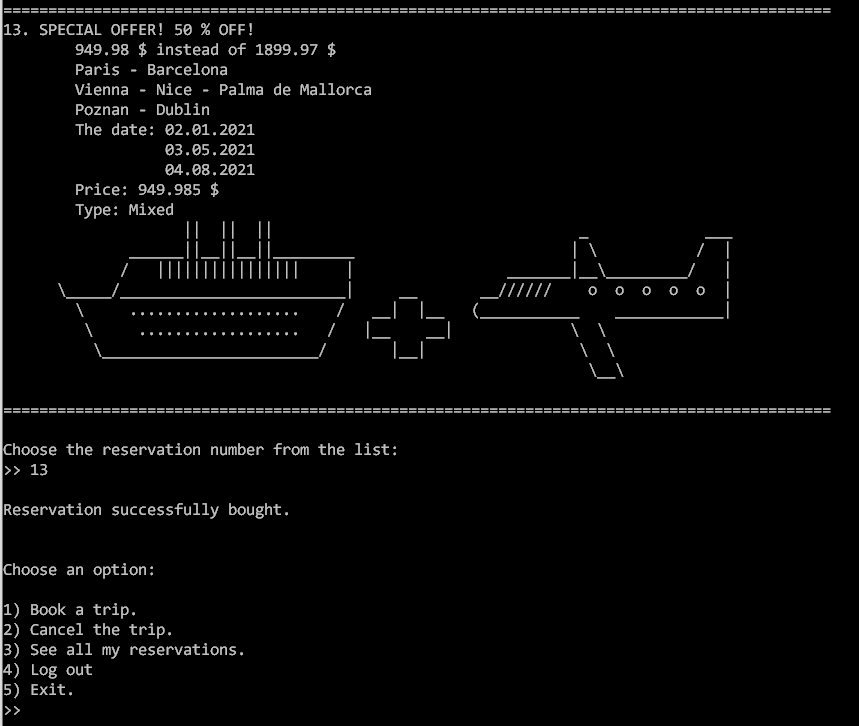 13. SPECIAL OFFER! 50 % OFF!
949.98 $ instead of 1899.97 $
Paris - Barcelona
Vienna - Nice - Palma de Mallorca
Poznan - Dublin
The date: 02.01.2021
03.05.2021
04.08.2021
Price: 949.985 $
Type: Mixed
Choose the reservation number from the list:
>> 13
Reservation successfully bought.
Choose an option:
1) Book a trip.
2) Cancel the trip.
3) See all my reservations.
4) Log out
5) Exit.
>>